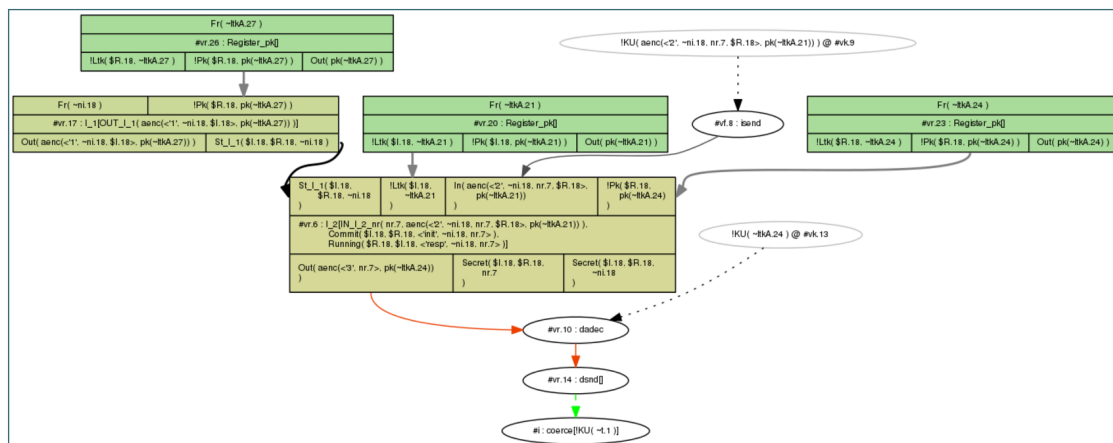 Fr( ~ltkA.27 )
#vr.26 : Register_pk[]
!Ltk( $R.18, ~ltkA.27 )
!Pk( $R.18, pk(~ltkA.27) )
Out( pk(~ltkA.27) )
!KU( aenc(<'2', ~ni.18, nr.7, $R.18>, pk(~ltkA.21)) ) @ #vk.9
Fr( ~ni.18 )
!Pk( $R.18, pk(~ltkA.27) )
#vr.17 : I_1[OUT_I_1( aenc(<'1', ~ni.18, $I.18>, pk(~ltkA.27)) )]
Out( aenc(<'1', ~ni.18, $I.18>, pk(~ltkA.27)) )
St_I_1( $I.18, $R.18, ~ni.18 )
Fr( ~ltkA.21 )
#vr.20 : Register_pk[]
!Ltk( $I.18, ~ltkA.21 )
!Pk( $I.18, pk(~ltkA.21) )
Out( pk(~ltkA.21) )
#vf.8 : isend
Fr( ~ltkA.24 )
#vr.23 : Register_pk[]
!Ltk( $R.18, ~ltkA.24 )
!Pk( $R.18, pk(~ltkA.24) )
Out( pk(~ltkA.24) )
St_I_1( $I.18,
$R.18, ~ni.18
)
!Ltk( $I.18,
~ltkA.21
)
In( aenc(<'2', ~ni.18, nr.7, $R.18>,
pk(~ltkA.21))
)
!Pk( $R.18,
pk(~ltkA.24)
)
#vr.6 : I_2[IN_I_2_nr( nr.7, aenc(<'2', ~ni.18, nr.7, $R.18>, pk(~ltkA.21)) ),
Commit( $I.18, $R.18, <'init', ~ni.18, nr.7> ),
Running( $R.18, $I.18, <'resp', ~ni.18, nr.7> )]
Out( aenc(<'3', nr.7>, pk(~ltkA.24))
)
Secret( $I.18, $R.18,
nr.7
)
Secret( $I.18, $R.18,
~ni.18
)
!KU( ~ltkA.24 ) @ #vk.13
#vr.10 : dadec
#vr.14 : dsnd[]
#i : coerce[!KU( ~t.1 )]